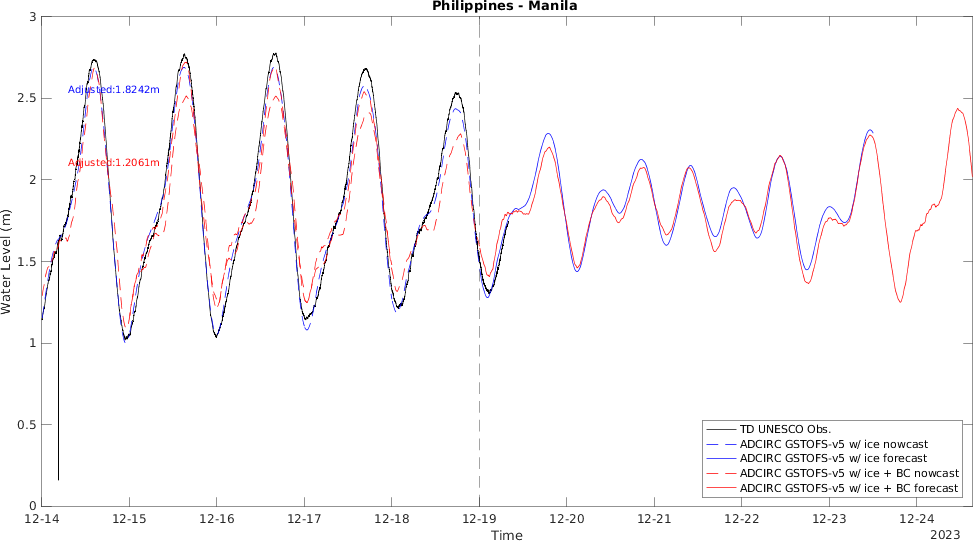 Philippines - Manila
Water Level (m)
3
2.5
2
1.5
1
0.5
0
Adjusted:1.8242m
Adjusted:1.2061m
TD UNESCO Obs.
ADCIRC GSTOFS-v5 w/ ice nowcast
ADCIRC GSTOFS-v5 w/ ice forecast
ADCIRC GSTOFS-v5 w/ ice + BC nowcast
ADCIRC GSTOFS-v5 w/ ice + BC forecast
12-14 12-15 12-16 12-17 12-18 12-19 12-20 12-21 12-22 12-23 12-24
Time
2023